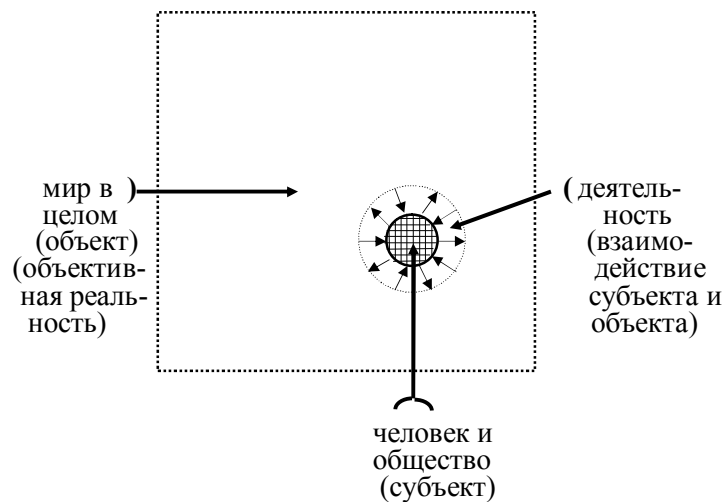 мир в )
целом
(объект)
(объектив-
ная реаль-
ность)
( деятель-
ность
(взаимо-
действие
субъекта и
объекта)
человек и
общество
(субъект)